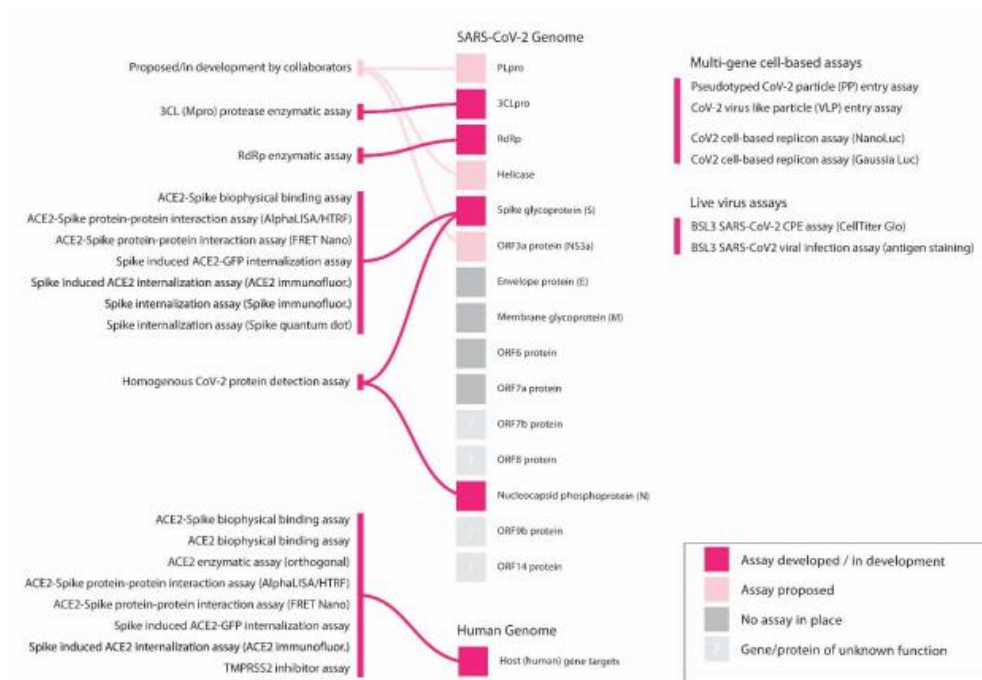 SARS-CoV-2 Genome
Proposed/in development by collaborators
3CL (Mpro) protease enzymatic assay
RdRp enzymatic assay
ACE2-Spike biophysical binding assay
ACE2-Spike protein-protein interaction assay (AlphaLISA/HTRF)
ACE2-Spike protein-protein interaction assay (FRET Nano)
Spike induced ACE2-GFP internalization assay
Spike induced ACE2 internalization assay (ACE2 immunofluor.)
Spike internalization assay (Spike immunofluor.)
Spike internalization assay (Spike quantum dot)
Homogenous CoV-2 protein detection assay
ACE2-Spike biophysical binding assay
ACE2 biophysical binding assay
ACE2 enzymatic assay (orthogonal)
ACE2-Spike protein-protein interaction assay (AlphaLISA/HTRF)
ACE2-Spike protein-protein interaction assay (FRET Nano)
Spike induced ACE2-GFP internalization assay
Spike induced ACE2 internalization assay (ACE2 immunofluor.)
TMPRSS2 inhibitor assay
PLpro
3CLpro
RdRp
Helicase
Spike glycoprotein (S)
ORF3a protein (NS3a)
Envelope protein (E)
Membrane glycoprotein (M)
ORF6 protein
ORF7a protein
? ORF7b protein
? ORF8 protein
Nucleocapsid phosphoprotein (N)
? ORF9b protein
? ORF14 protein
Human Genome
Host (human) gene targets
Multi-gene cell-based assays
Pseudotyped CoV-2 particle (PP) entry assay
CoV-2 virus like particle (VLP) entry assay
CoV2 cell-based replicon assay (NanoLuc)
CoV2 cell-based replicon assay (Gaussia Luc)
Live virus assays
BSL3 SARS-CoV-2 CPE assay (CellTiter Glo)
BSL3 SARS-CoV2 viral infection assay (antigen staining)
Assay developed / in development
Assay proposed
No assay in place
? Gene/protein of unknown function